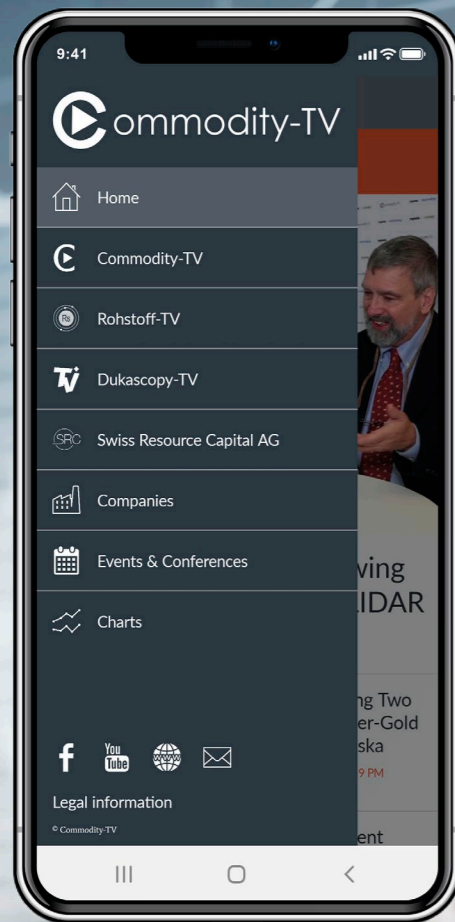 9:41
Commodity-TV
Home
Commodity-TV
Rohstoff-TV
Dukascopy-TV
SRC Swiss Resource Capital AG
Companies
Events & Conferences
Charts
You
Tube
Legal information
© Commodity-TV
wing
IDAR
ng Two
er-Gold
ska
9 PM
ent